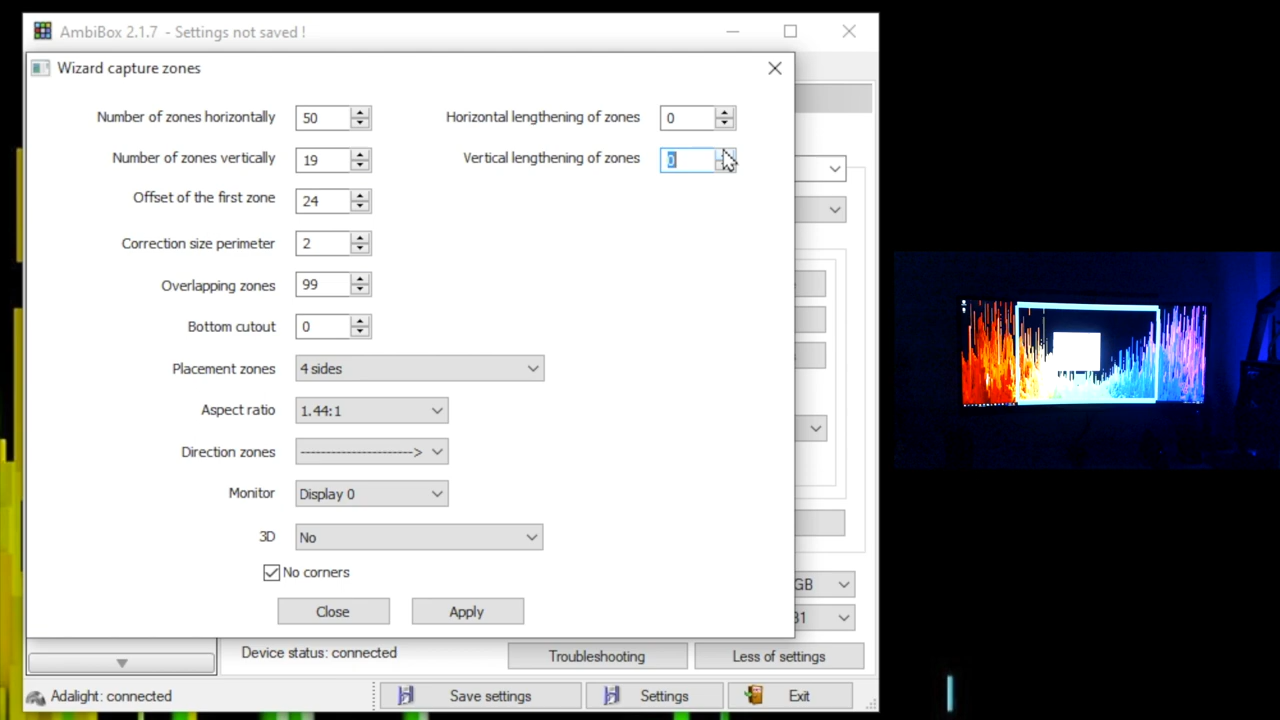 AmbiBox 2.1.7 - Settings not saved !
Wizard capture zones
Number of zones horizontally 50
Horizontal lengthening of zones 0
Number of zones vertically 19
Vertical lengthening of zones 0
Offset of the first zone 24
Correction size perimeter 2
Overlapping zones 99
Bottom cutout 0
Placement zones 4 sides
Aspect ratio 1.44:1
Direction zones ---------------------->
Monitor Display 0
3D No
No corners
GB
Close Apply
31
Device status: connected Troubleshooting Less of settings
Adalight: connected Save settings Settings Exit